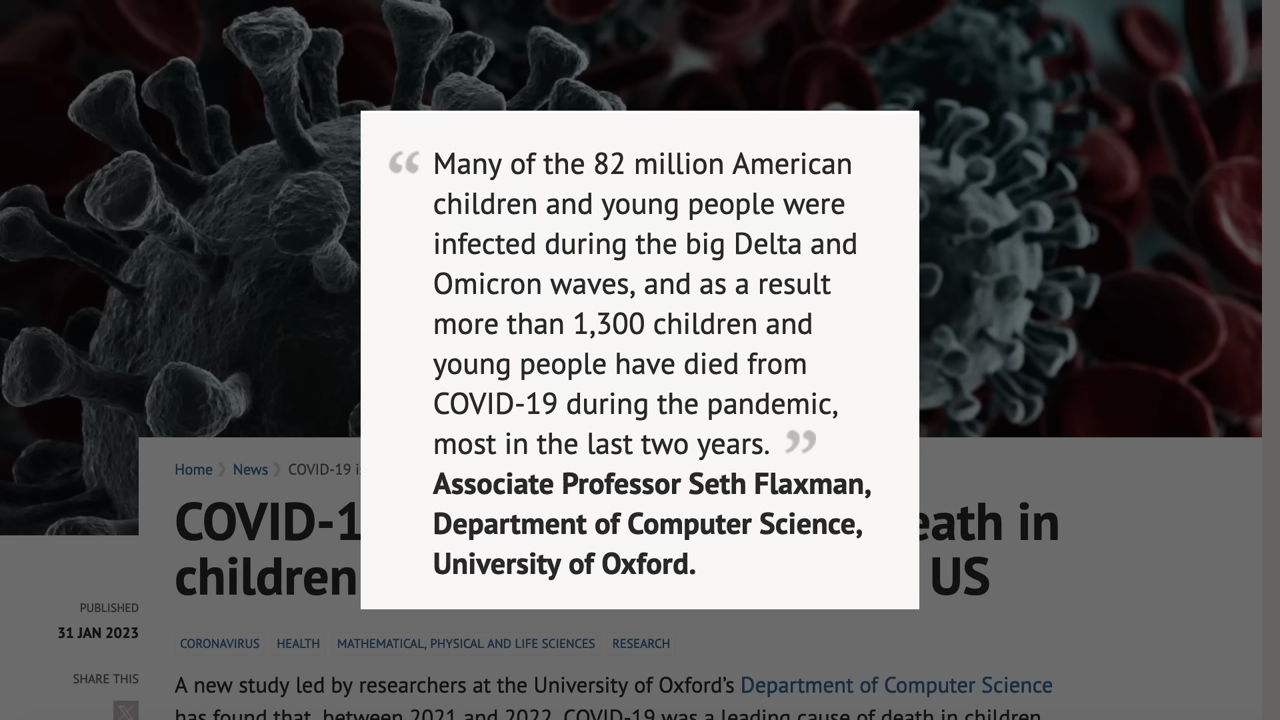 “ Many of the 82 million American
children and young people were
infected during the big Delta and
Omicron waves, and as a result
more than 1,300 children and
young people have died from
COVID-19 during the pandemic,
most in the last two years. ”
Associate Professor Seth Flaxman,
Department of Computer Science,
University of Oxford.
Home › News › COVID-19
COVID-1 eath in
children US
PUBLISHED
31 JAN 2023
CORONAVIRUS HEALTH MATHEMATICAL, PHYSICAL AND LIFE SCIENCES RESEARCH
SHARE THIS
A new study led by researchers at the University of Oxford’s Department of Computer Science
has found that, between 2021 and 2022, COVID-19 was a leading cause of death in children